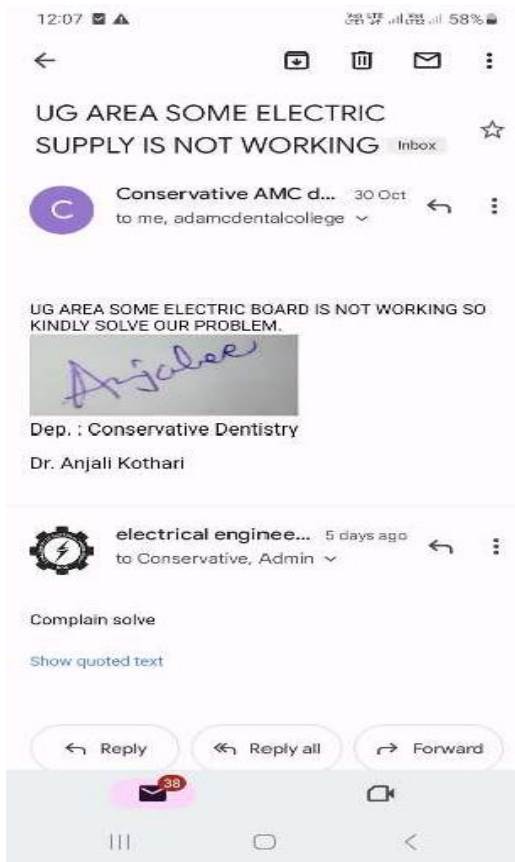 12:07
58%
UG AREA SOME ELECTRIC
SUPPLY IS NOT WORKING Inbox
C
Conservative AMC d... 30 Oct
to me, adamcdentalcollege
UG AREA SOME ELECTRIC BOARD IS NOT WORKING SO
KINDLY SOLVE OUR PROBLEM.
Anjalee
Dep. : Conservative Dentistry
Dr. Anjali Kothari
electrical enginee... 5 days ago
to Conservative, Admin
Complain solve
Show quoted text
Reply Reply all Forward
38